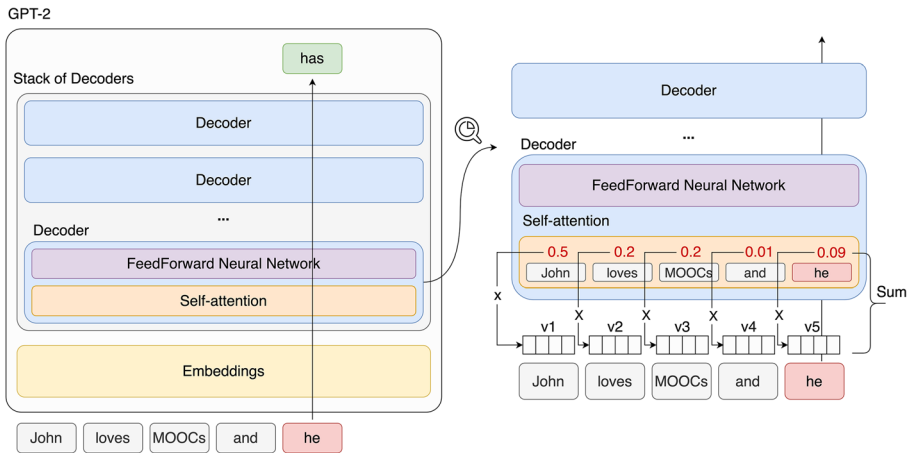 GPT-2
has
Stack of Decoders
Decoder
Decoder
...
Decoder
FeedForward Neural Network
Self-attention
Embeddings
John loves MOOCs and he
Decoder
...
Decoder
FeedForward Neural Network
Self-attention
0.5 0.2 0.2 0.01 0.09
John loves MOOCs and he
x X X X X Sum
v1 v2 v3 v4 v5
John loves MOOCs and he